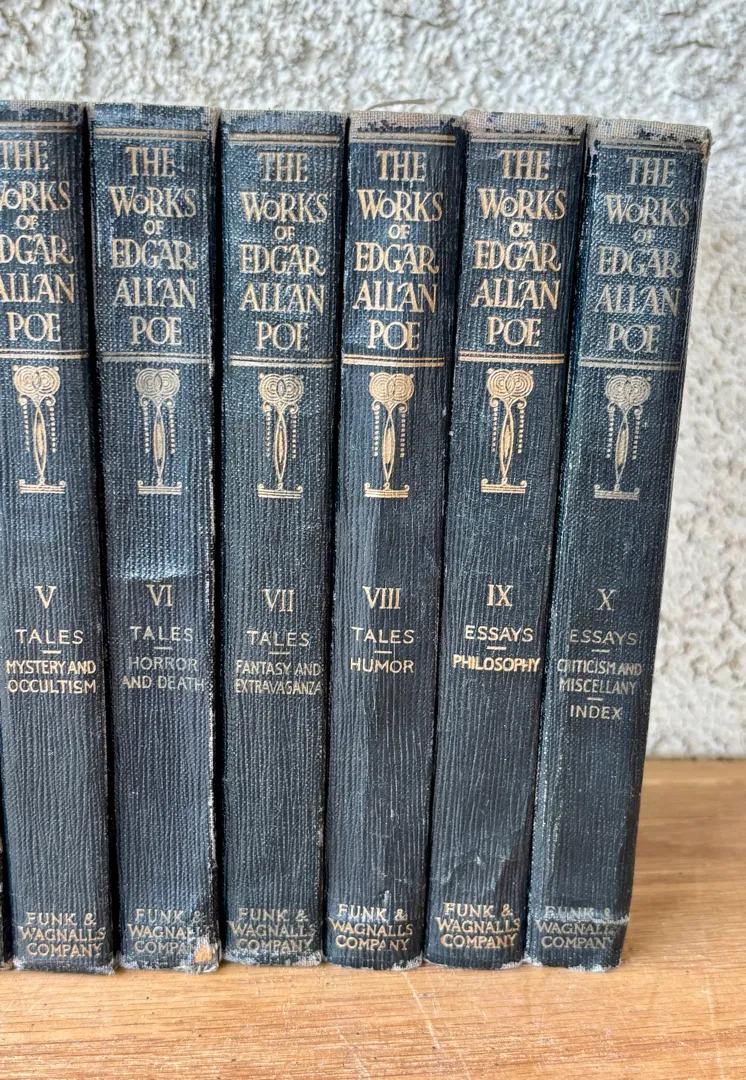 THE
WORKS
OF
EDGAR
ALLAN
POE
V
TALES
MYSTERY AND
OCCULTISM
FUNK &
WAGNALLS
COMPANY
THE
WORKS
OF
EDGAR
ALLAN
POE
VI
TALES
HORROR
AND DEATH
FUNK &
WAGNALLS
COMPANY
THE
WORKS
OF
EDGAR
ALLAN
POE
VII
TALES
FANTASY AND
EXTRAVAGANZA
FUNK &
WAGNALLS
COMPANY
THE
WORKS
OF
EDGAR
ALLAN
POE
VIII
TALES
HUMOR
FUNK &
WAGNALLS
COMPANY
THE
WORKS
OF
EDGAR
ALLAN
POE
IX
ESSAYS
PHILOSOPHY
FUNK &
WAGNALLS
COMPANY
THE
WORKS
OF
EDGAR
ALLAN
POE
X
ESSAYS
CRITICISM AND
MISCELLANY
INDEX
FUNK &
WAGNALLS
COMPANY